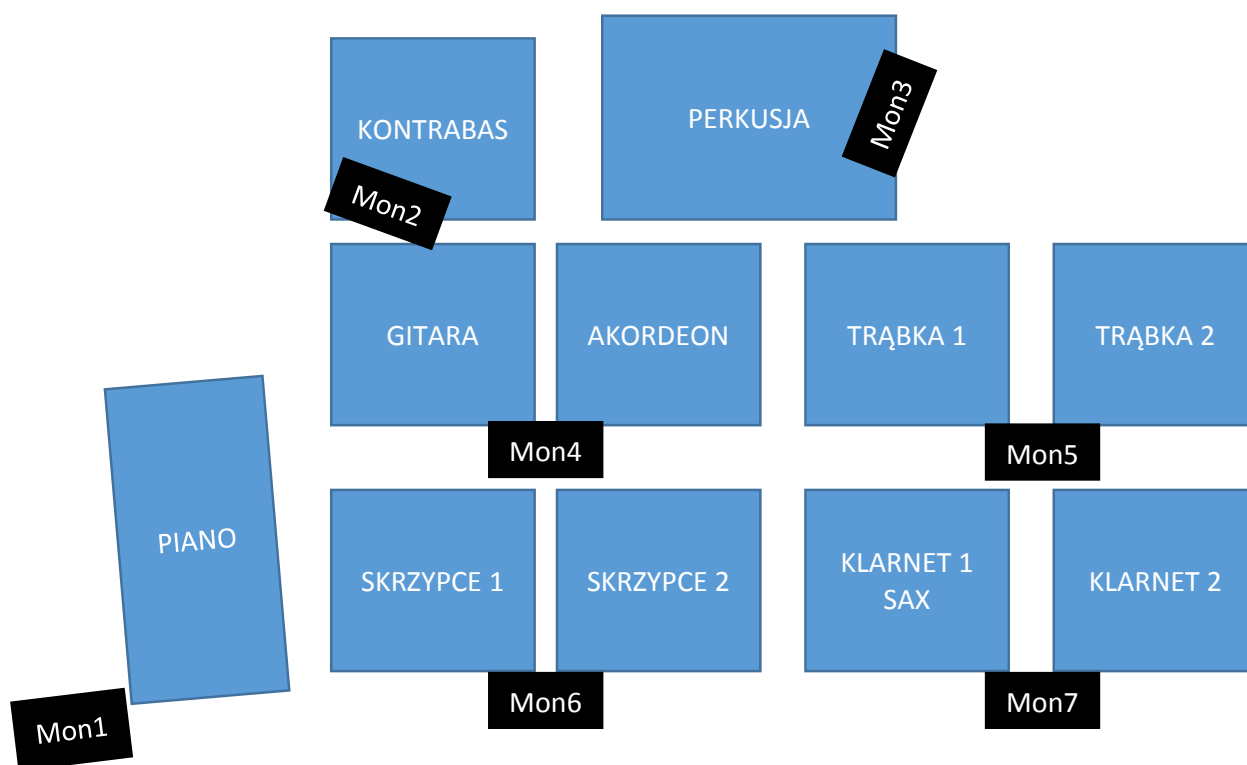 KONTRABAS
PERKUSJA
Mon3
Mon2
GITARA
AKORDEON
TRĄBKA 1
TRĄBKA 2
Mon4
Mon5
PIANO
SKRZYPCE 1
SKRZYPCE 2
KLARNET 1
SAX
KLARNET 2
Mon1
Mon6
Mon7